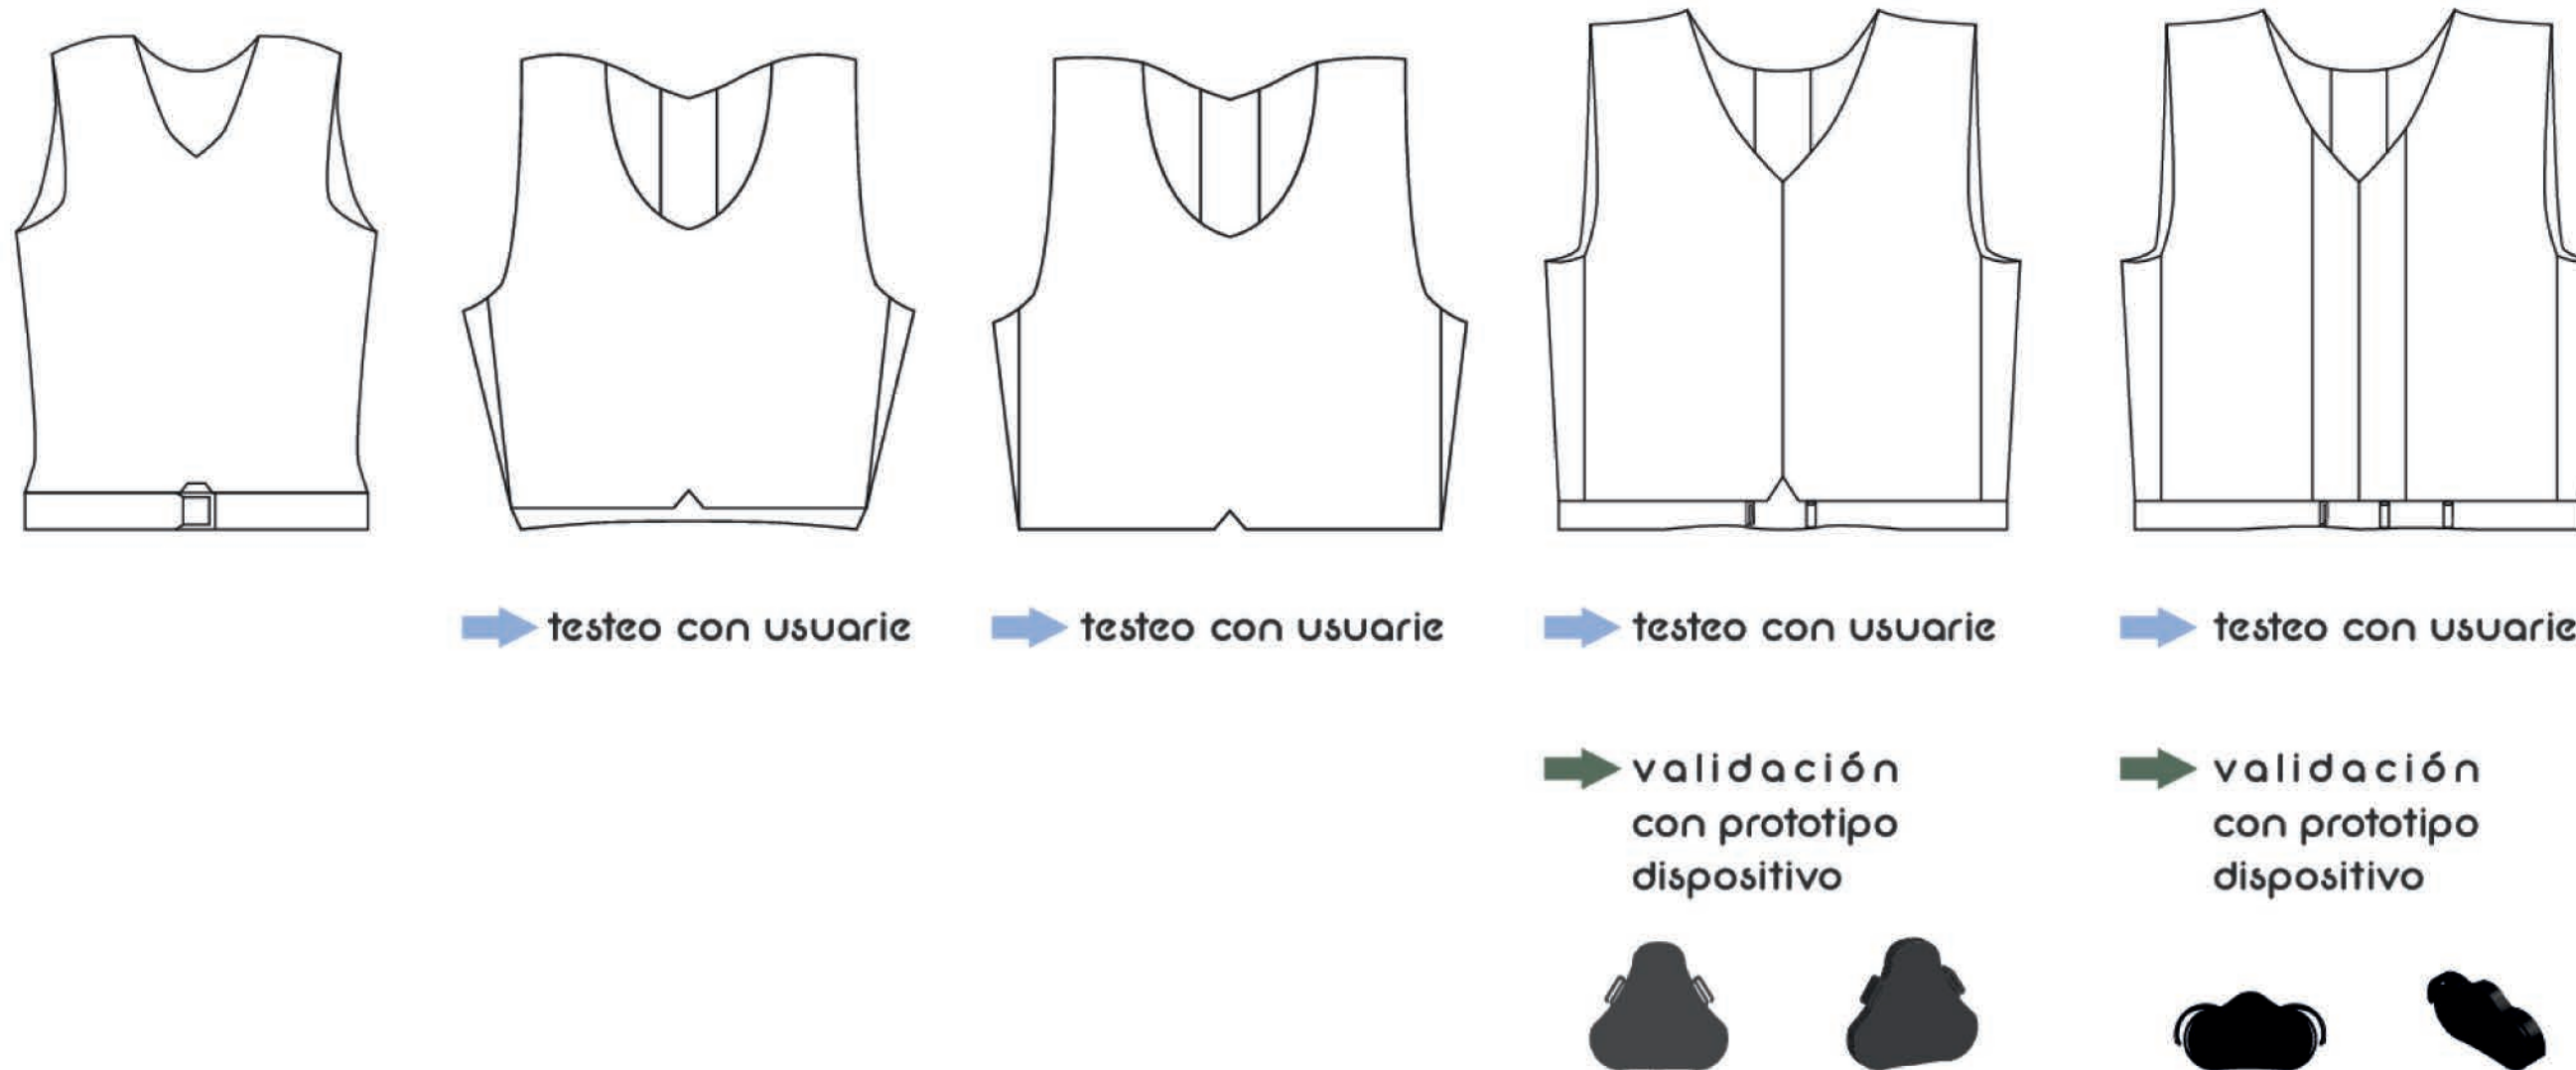 testeo con usuarie
testeo con usuarie
testeo con usuarie
testeo con usuarie
validación
con prototipo
dispositivo
validación
con prototipo
dispositivo